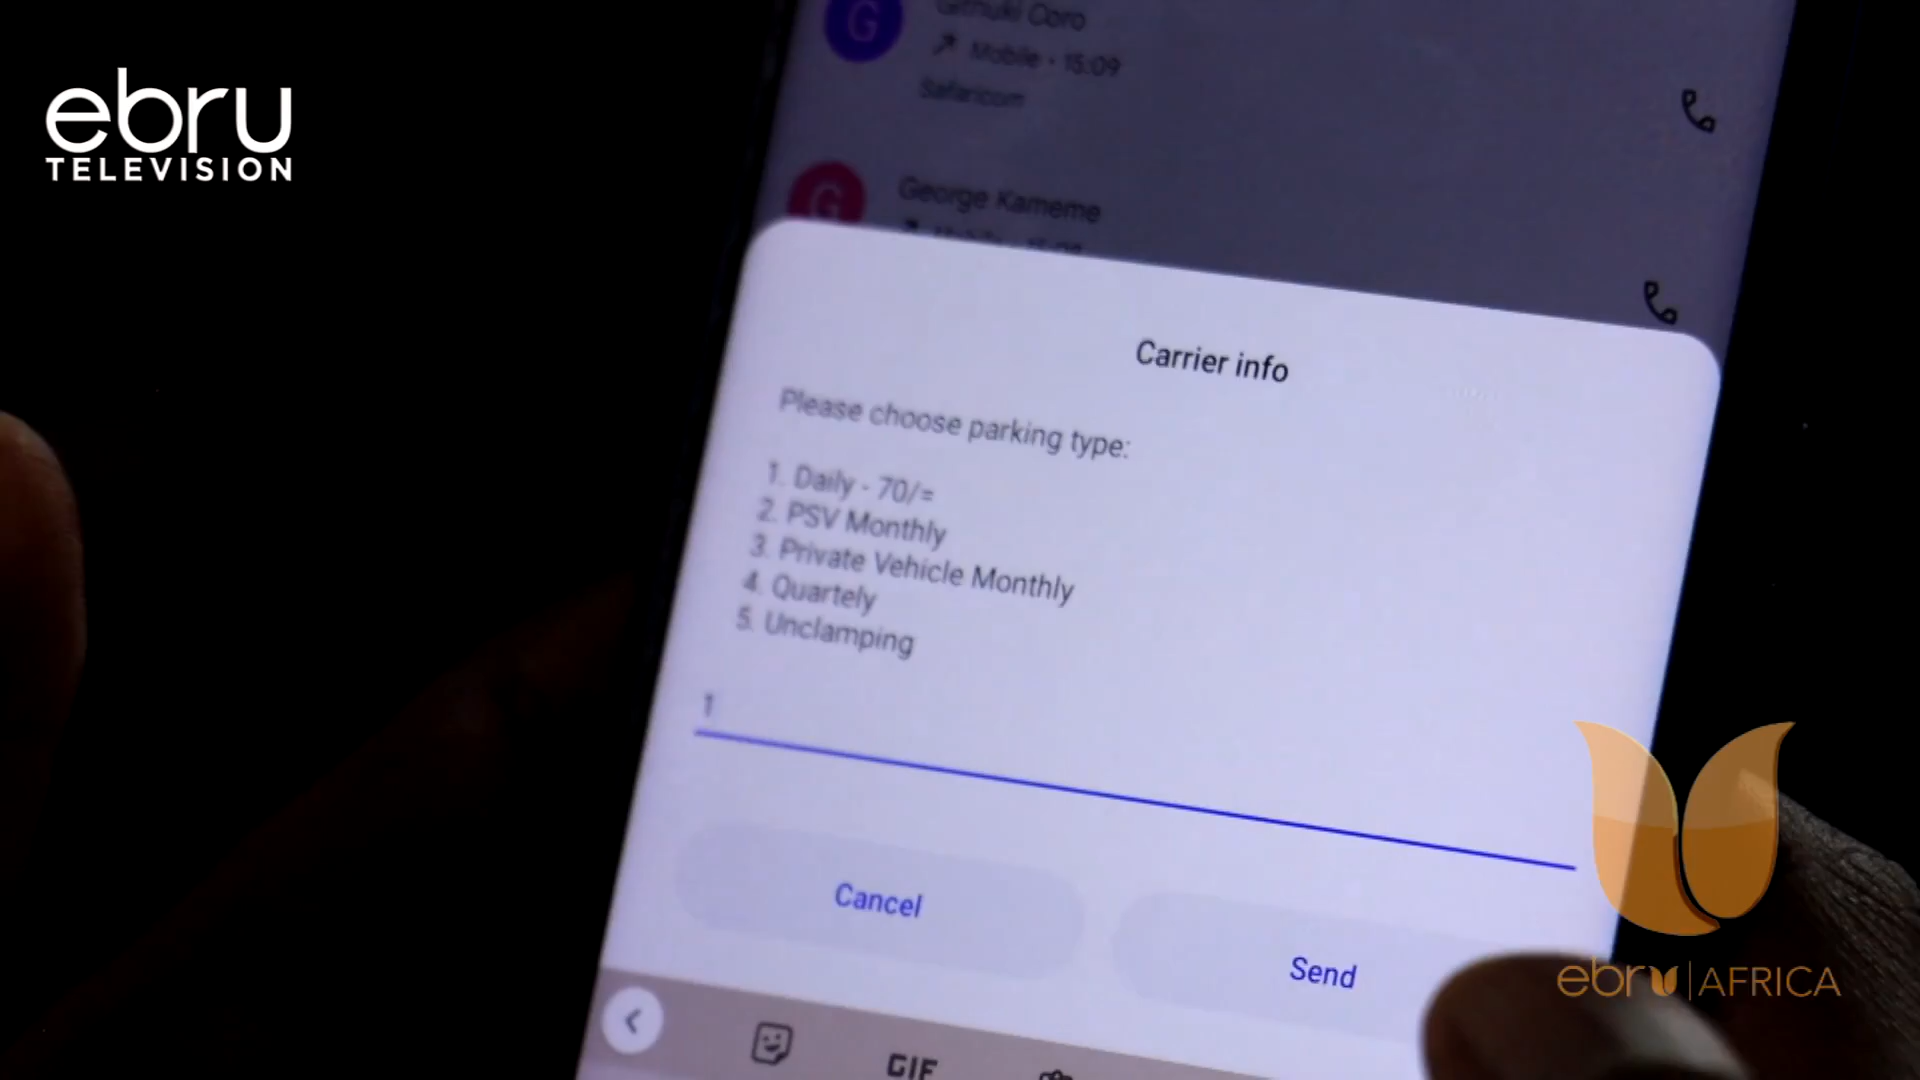 ebru
TELEVISION
G
Githuki Coro
Mobile • 15:09
Safaricom
G
George Kameme
Carrier info
Please choose parking type:
1. Daily - 70/=
2. PSV Monthly
3. Private Vehicle Monthly
4. Quartely
5. Unclamping
1
Cancel
Send
GIF
ebru AFRICA